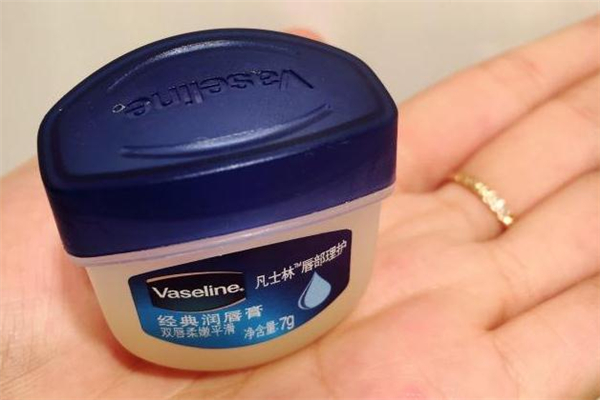 Vaseline
Vaseline.
凡士林™唇部理护
经典润唇膏
双唇柔嫩平滑
净含量:7g